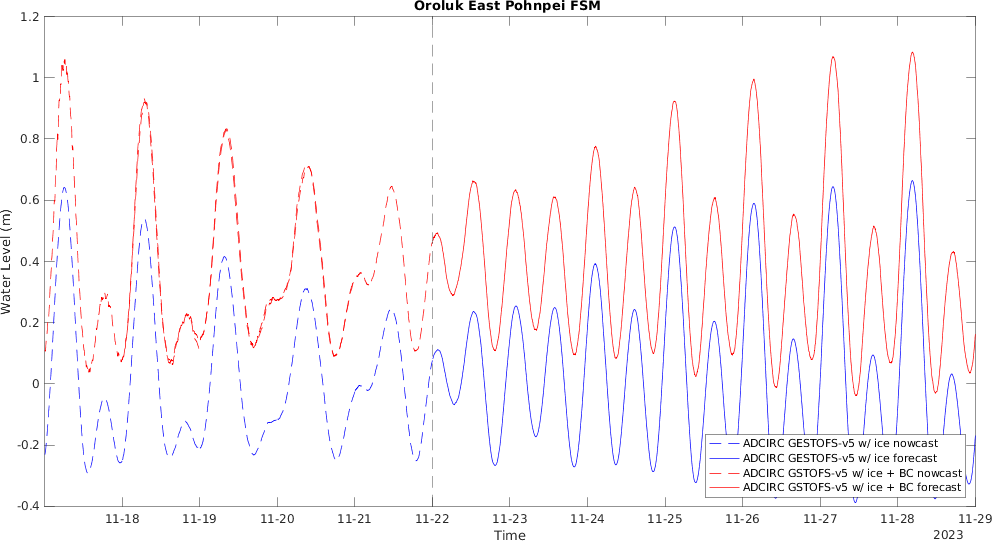 Oroluk East Pohnpei FSM
1.2
1
0.8
0.6
0.4
0.2
0
-0.2
-0.4
Water Level (m)
ADCIRC GESTOFS-v5 w/ ice nowcast
ADCIRC GESTOFS-v5 w/ ice forecast
ADCIRC GSTOFS-v5 w/ ice + BC nowcast
ADCIRC GSTOFS-v5 w/ ice + BC forecast
11-18 11-19 11-20 11-21 11-22 11-23 11-24 11-25 11-26 11-27 11-28 11-29
Time
2023